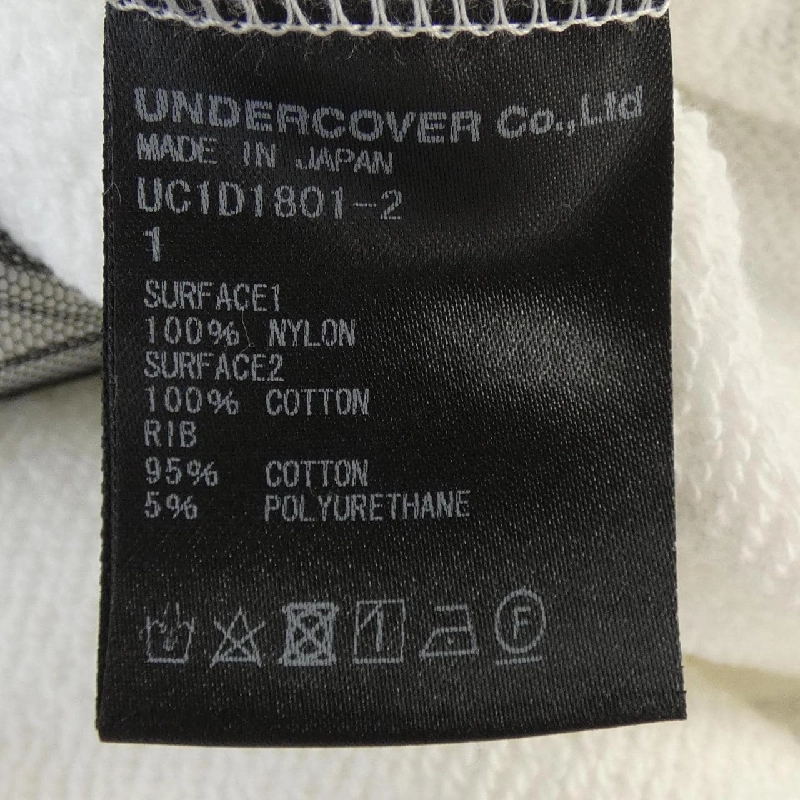 UNDERCOVER Co.,Ltd
MADE IN JAPAN
UC1D1801-2
1
SURFACE1
100% NYLON
SURFACE2
100% COTTON
RIB
95% COTTON
5% POLYURETHANE
F